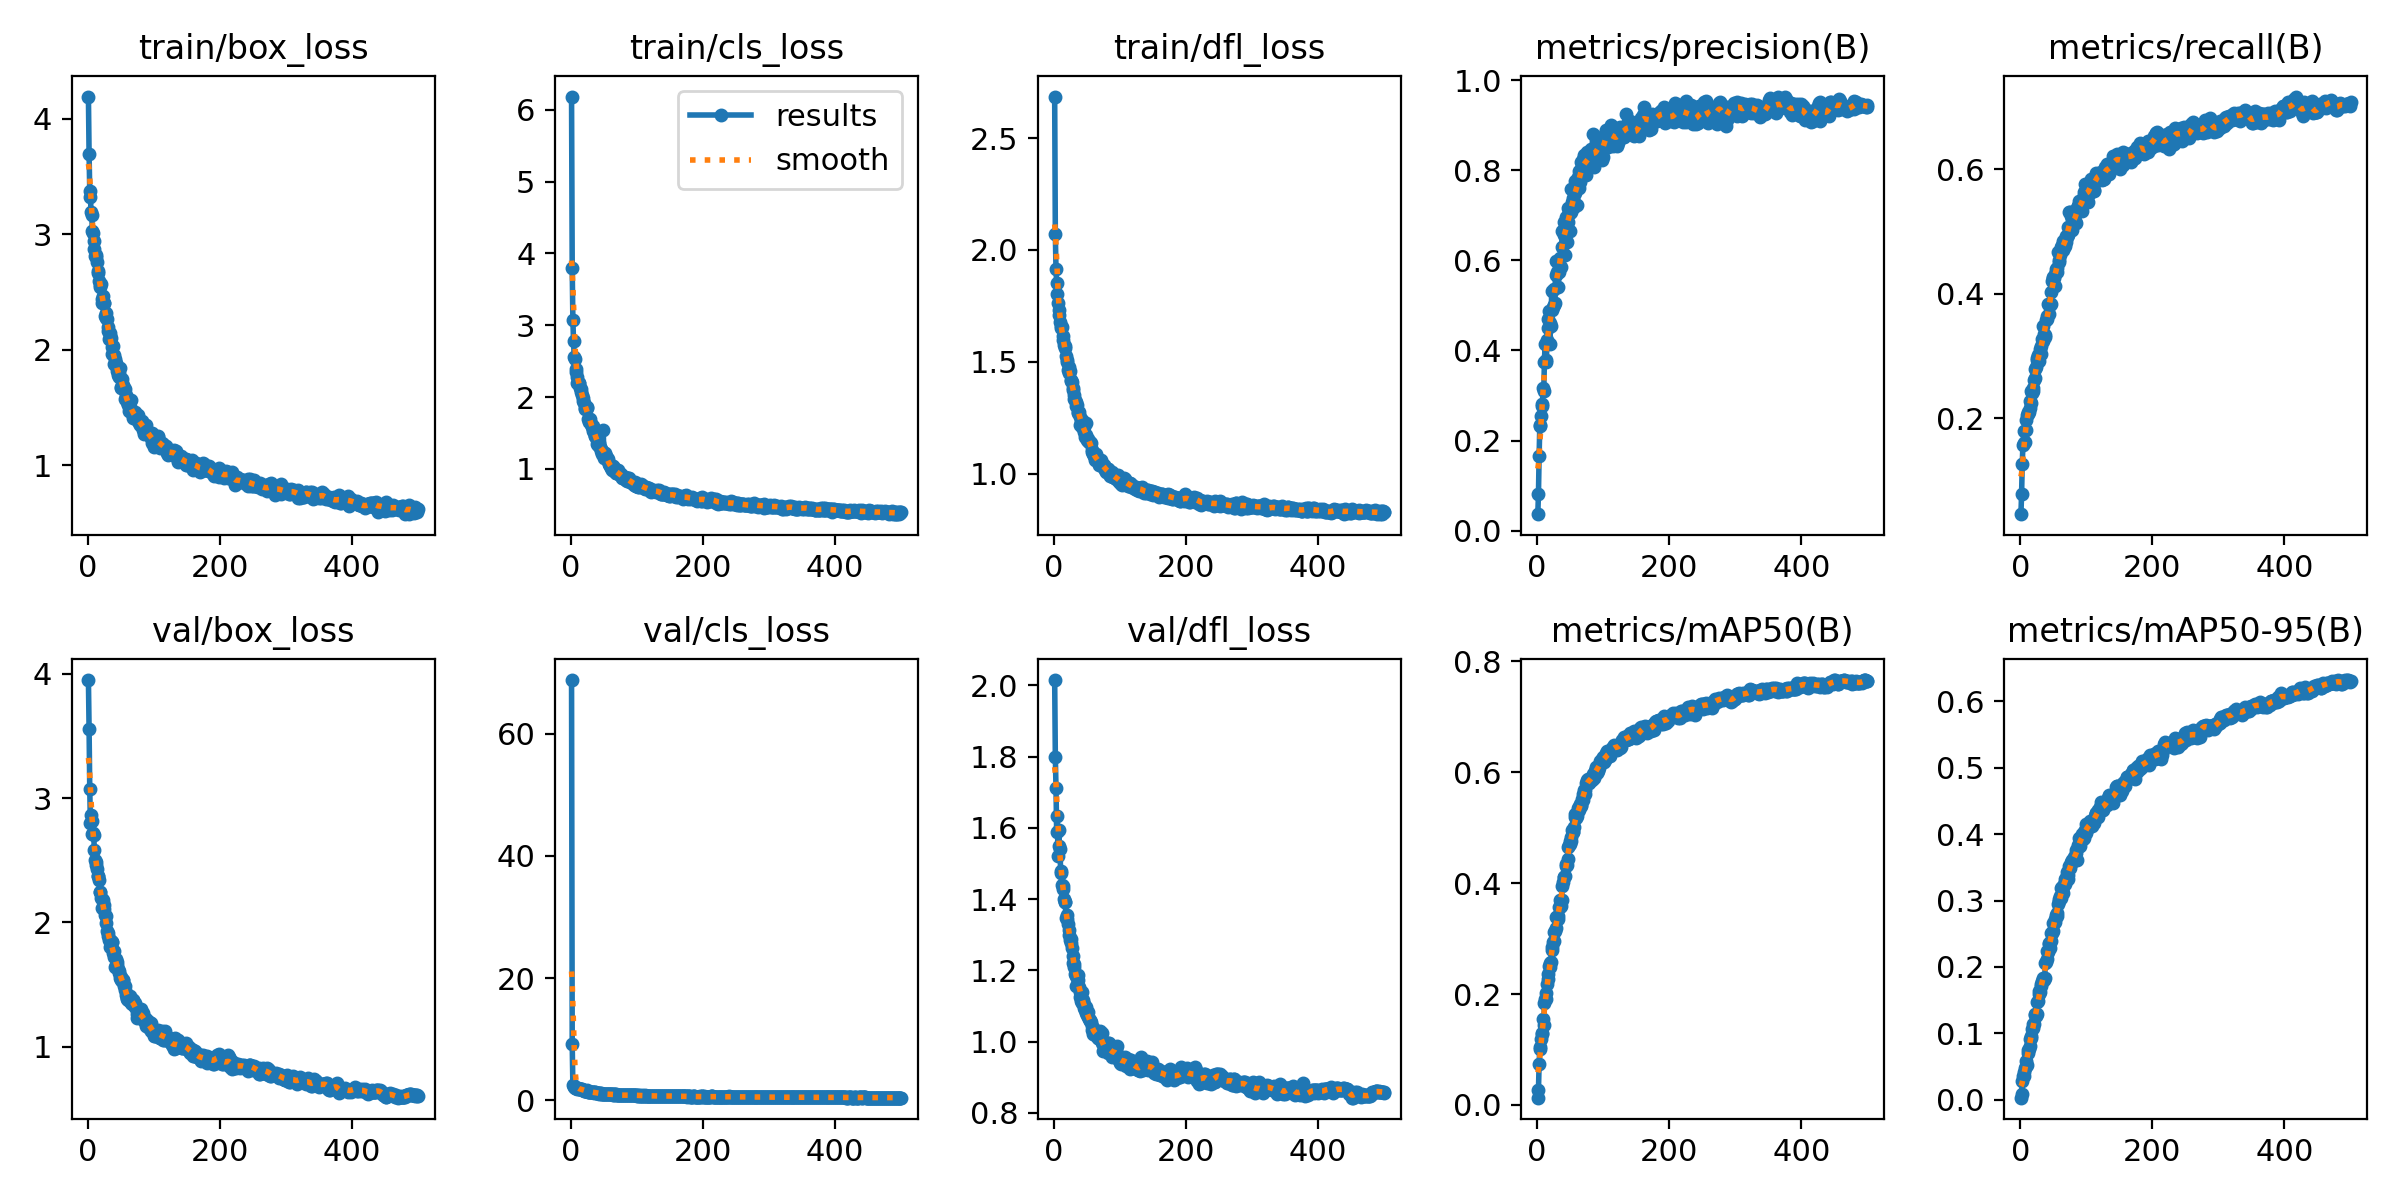 train/box_loss
4
3
2
1
0 200 400
train/cls_loss
results
smooth
6
5
4
3
2
1
0 200 400
train/dfl_loss
2.5
2.0
1.5
1.0
0 200 400
metrics/precision(B)
1.0
0.8
0.6
0.4
0.2
0.0
0 200 400
metrics/recall(B)
0.6
0.4
0.2
0 200 400
val/box_loss
4
3
2
1
0 200 400
val/cls_loss
60
40
20
0
0 200 400
val/dfl_loss
2.0
1.8
1.6
1.4
1.2
1.0
0.8
0 200 400
metrics/mAP50(B)
0.8
0.6
0.4
0.2
0.0
0 200 400
metrics/mAP50-95(B)
0.6
0.5
0.4
0.3
0.2
0.1
0.0
0 200 400